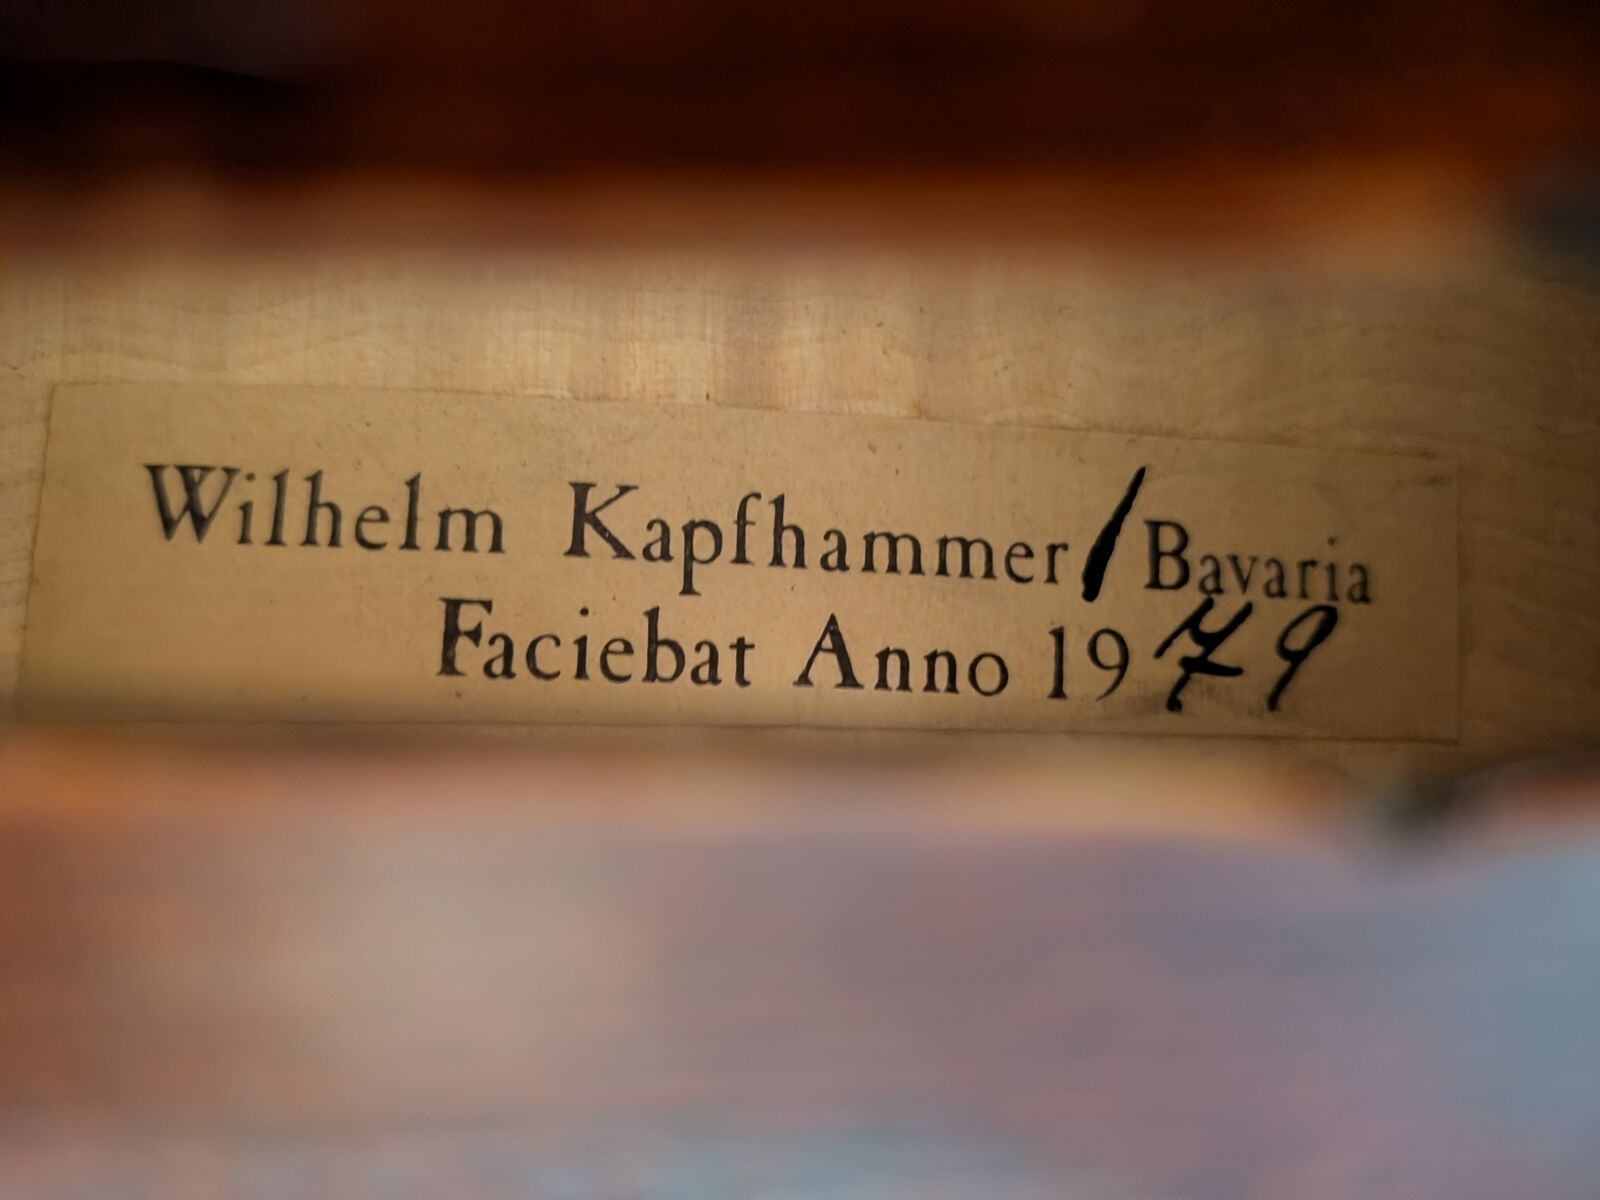 Wilhelm Kapfhammer/Bavaria
Faciebat Anno 1979